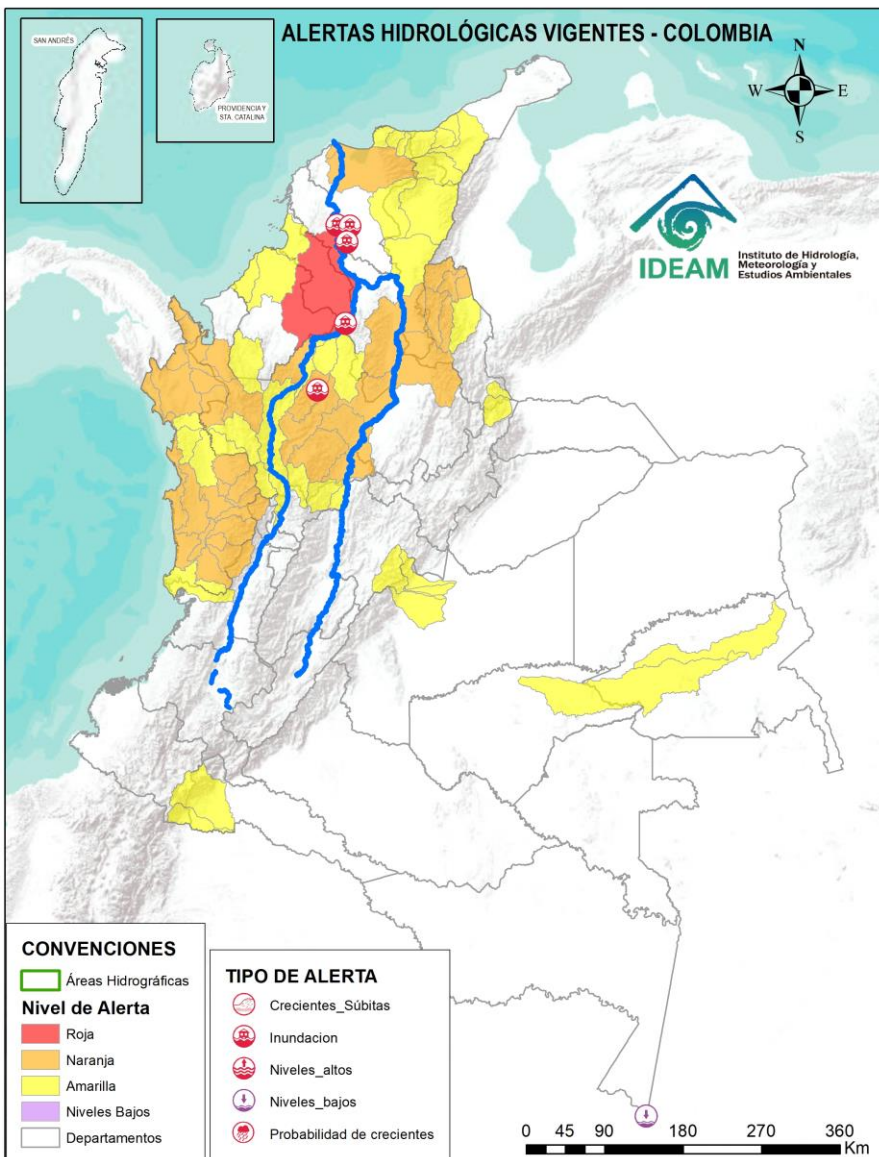 ALERTAS HIDROLÓGICAS VIGENTES - COLOMBIA
SAN ANDRÉS
PROVIDENCIA Y
STA. CATALINA
N
W E
S
IDEAM
Instituto de Hidrología,
Meteorología y
Estudios Ambientales
CONVENCIONES
Áreas Hidrográficas
Nivel de Alerta
Roja
Naranja
Amarilla
Niveles Bajos
Departamentos
TIPO DE ALERTA
Crecientes_Súbitas
Inundacion
Niveles_altos
Niveles_bajos
Probabilidad de crecientes
0 45 90 180 270 360
Km